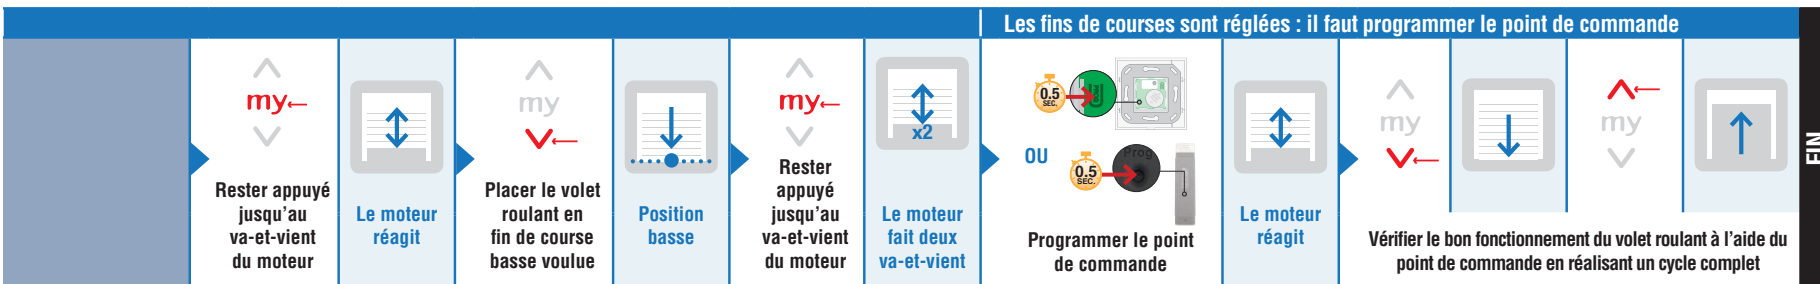 Les fins de courses sont réglées : il faut programmer le point de commande
my
Rester appuyé
jusqu'au
va-et-vient
du moteur
Le moteur
réagit
my
Placer le volet
roulant en
fin de course
basse voulue
Position
basse
my
Rester
appuyé
jusqu'au
va-et-vient
du moteur
x2
Le moteur
fait deux
va-et-vient
0.5
SEC.
OU
0.5
SEC.
Prog
Programmer le point
de commande
Le moteur
réagit
my
my
Vérifier le bon fonctionnement du volet roulant à l'aide du
point de commande en réalisant un cycle complet
FIN